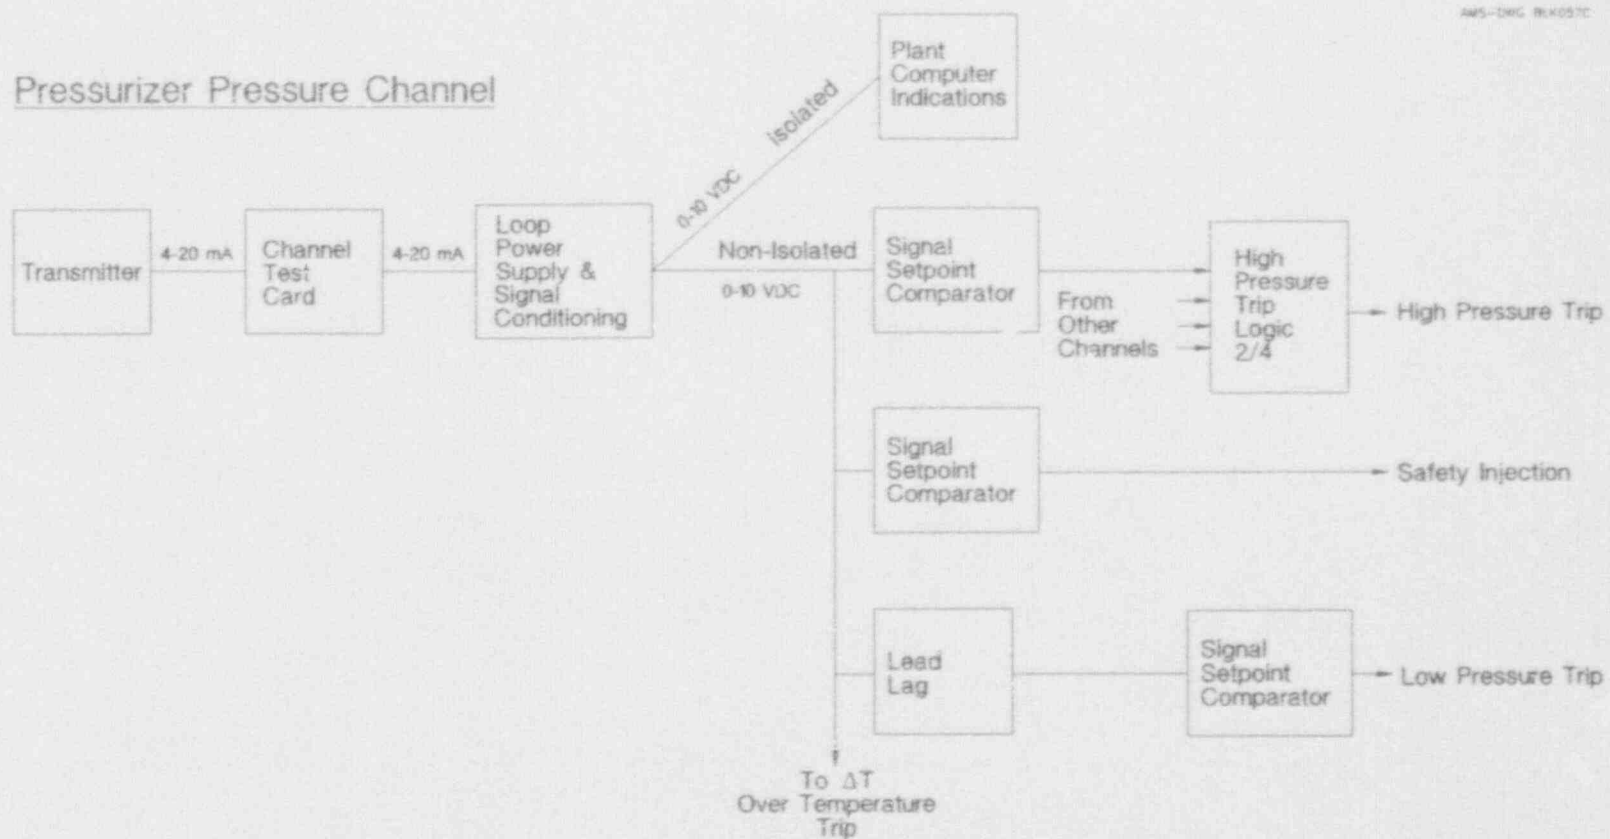 AMS-DWG BLK057C
Pressurizer Pressure Channel
Plant
Computer
Indications
isolated
0-10 VDC
Transmitter
4-20 mA
Channel
Test
Card
4-20 mA
Loop
Power
Supply &
Signal
Conditioning
Non-Isolated
0-10 VDC
Signal
Setpoint
Comparator
From
Other
Channels
High
Pressure
Trip
Logic
2/4
High Pressure Trip
Signal
Setpoint
Comparator
Safety Injection
Lead
Lag
Signal
Setpoint
Comparator
Low Pressure Trip
To ΔT
Over Temperature
Trip